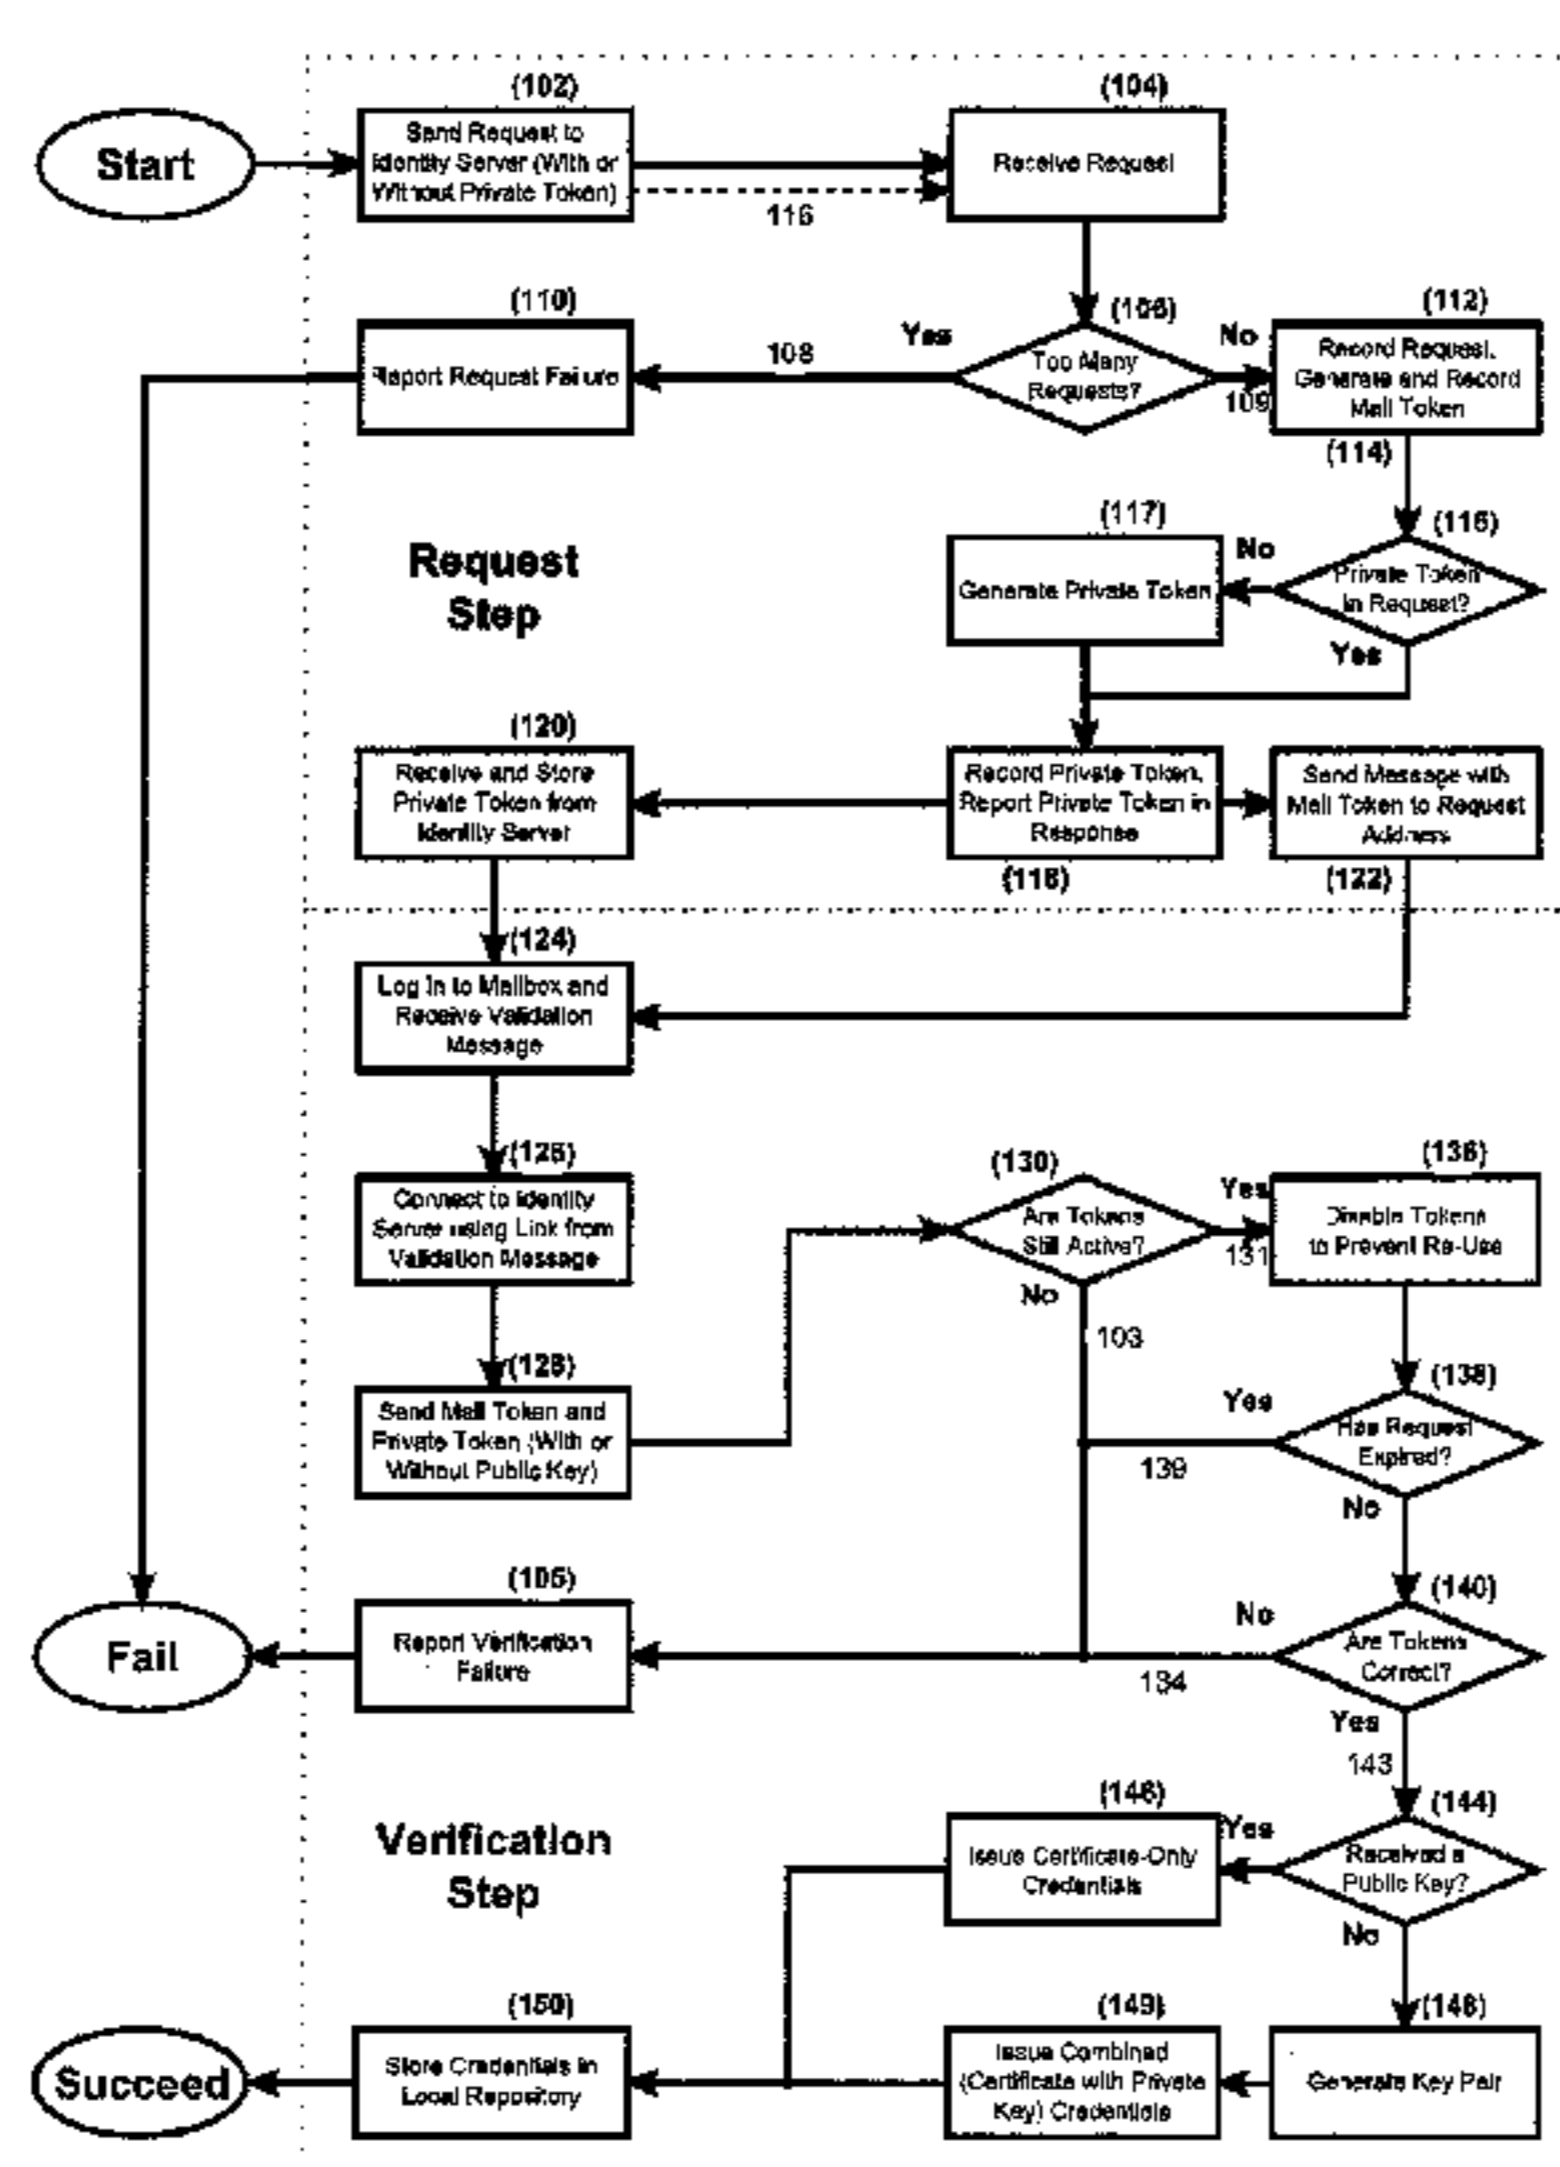 (102)
(104)
Start
Send Request to
Identity Server (With or
Without Private Token)
Receive Request
116
(110)
(106)
(112)
Yes
No
108
Report Request Failure
Too Many
Requests?
109
Record Request.
Generate and Record
Mail Token
(114)
(117)
(116)
No
Generate Private Token
Private Token
in Request?
Yes
Request
Step
(120)
Receive and Store
Private Token from
Identity Server
Record Private Token.
Report Private Token in
Response
Send Message with
Mail Token to Request
Address
(118)
(122)
(124)
Log In to Mailbox and
Receive Validation
Message
(126)
Connect to Identity
Server using Link from
Validation Message
(130)
Are Tokens
Still Active?
Yes
131
No
103
(136)
Disable Tokens
to Prevent Re-Use
(128)
Send Mail Token and
Private Token (With or
Without Public Key)
(138)
Yes
Has Request
Expired?
139
No
(105)
Report Verification
Failure
Fail
(140)
No
Are Tokens
Correct?
134
Yes
143
Verification
Step
(146)
Issue Certificate-Only
Credentials
Yes
(144)
Received a
Public Key?
No
(150)
(149)
(148)
Succeed
Store Credentials in
Local Repository
Issue Combined
(Certificate with Private
Key) Credentials
Generate Key Pair